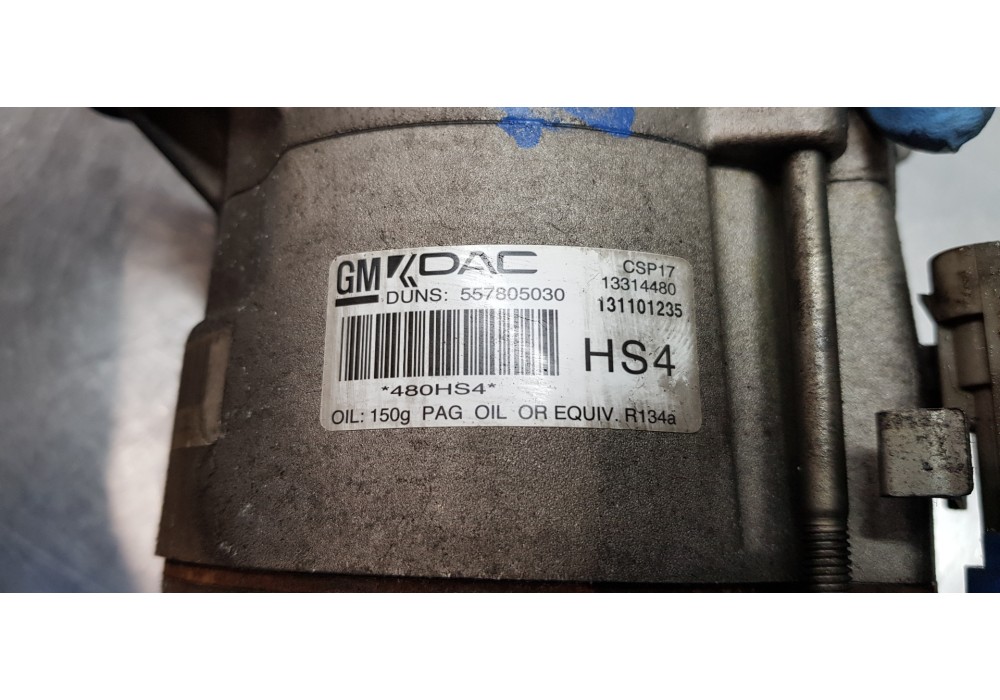 GM DAC CSP17
DUNS: 557805030 13314480
131101235
HS4
*480HS4*
OIL: 150g PAG OIL OR EQUIV. R134a